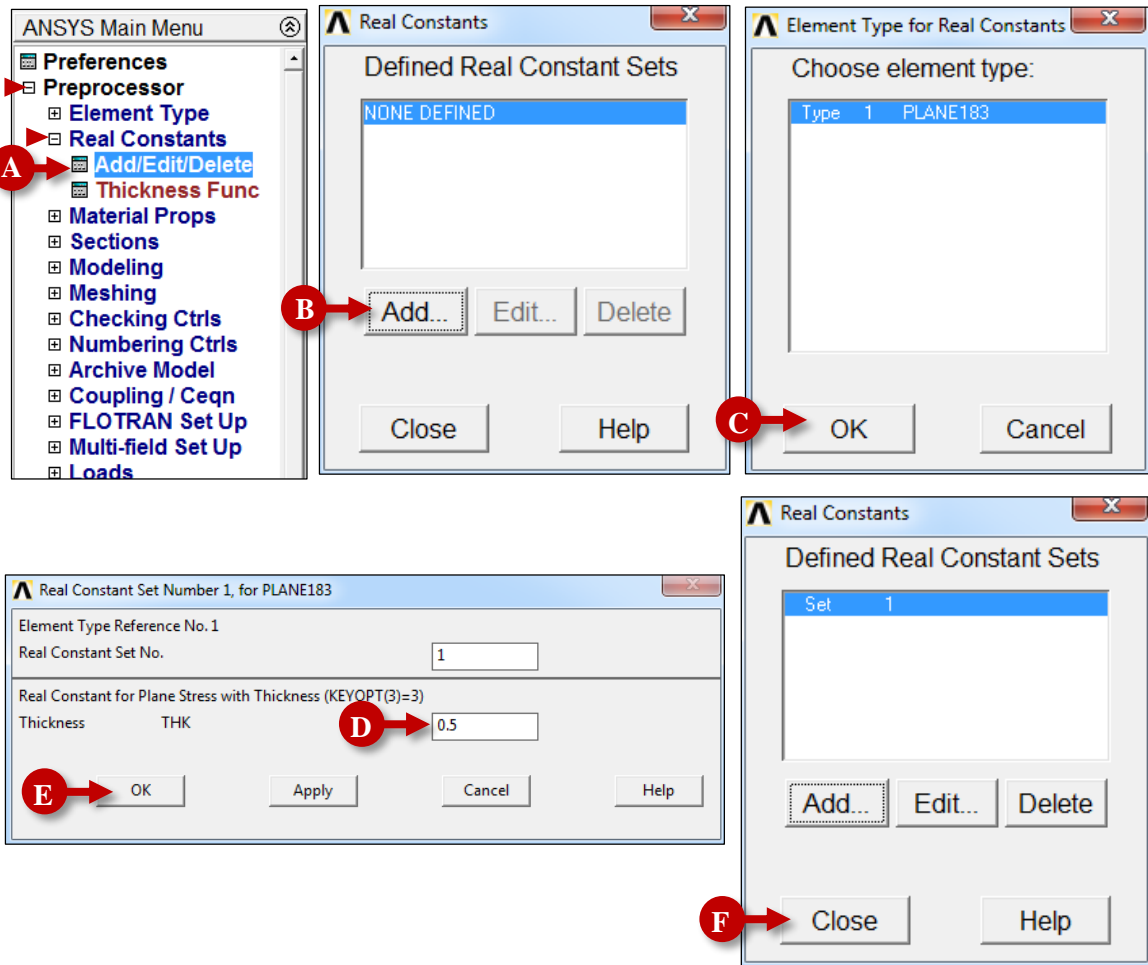 ANSYS Main Menu
Preferences
Preprocessor
Element Type
Real Constants
A
Add/Edit/Delete
Thickness Func
Material Props
Sections
Modeling
Meshing
Checking Ctrls
Numbering Ctrls
Archive Model
Coupling / Ceqn
FLOTRAN Set Up
Multi-field Set Up
Loads
Real Constants
Defined Real Constant Sets
NONE DEFINED
B
Add... Edit... Delete
Close Help
Element Type for Real Constants
Choose element type:
Type 1 PLANE183
C
OK Cancel
Real Constant Set Number 1, for PLANE183
Element Type Reference No. 1
Real Constant Set No. 1
Real Constant for Plane Stress with Thickness (KEYOPT(3)=3)
Thickness THK D 0.5
E OK Apply Cancel Help
Real Constants
Defined Real Constant Sets
Set 1
Add... Edit... Delete
F Close Help